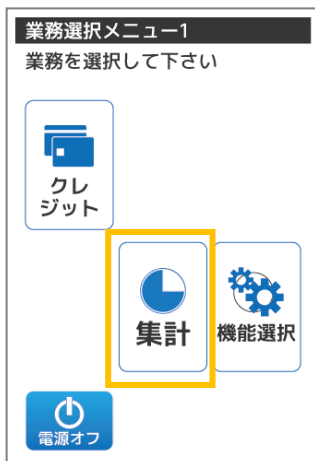 業務選択メニュー1
業務を選択して下さい
クレ
ジット
集計
機能選択
電源オフ